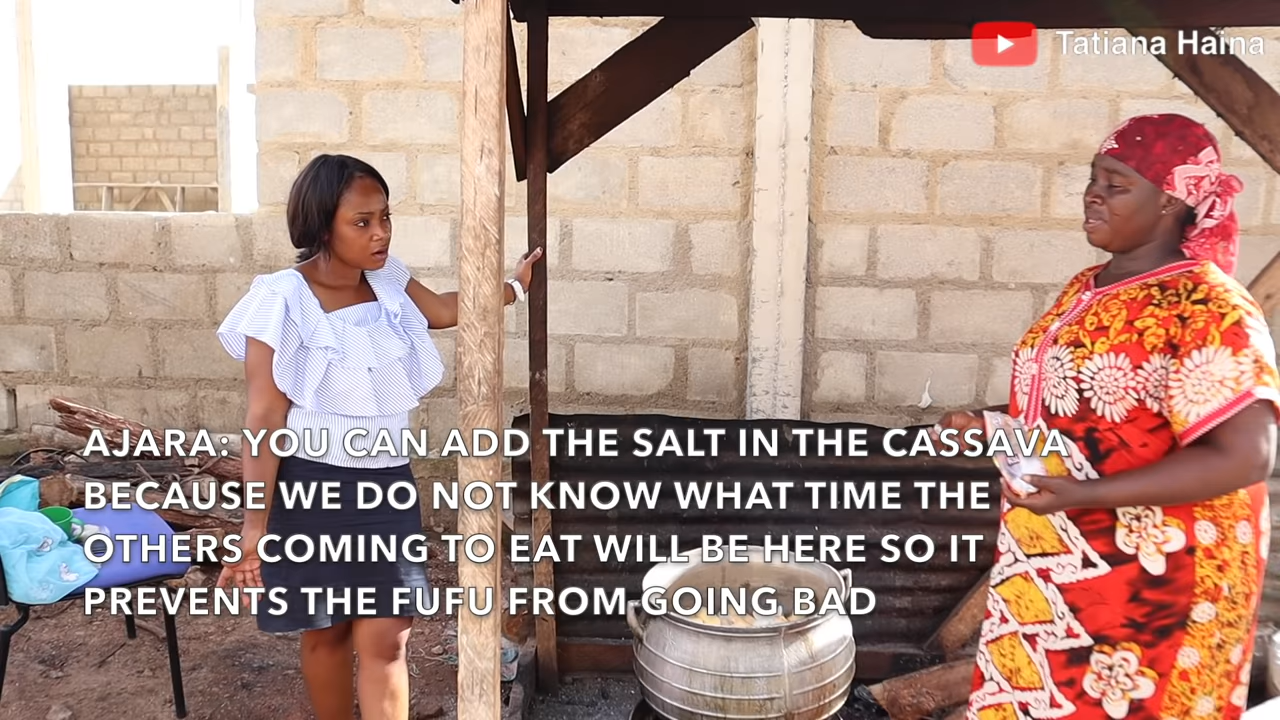 Tatiana Haina
AJARA: YOU CAN ADD THE SALT IN THE CASSAVA
BECAUSE WE DO NOT KNOW WHAT TIME THE
OTHERS COMING TO EAT WILL BE HERE SO IT
PREVENTS THE FUFU FROM GOING BAD